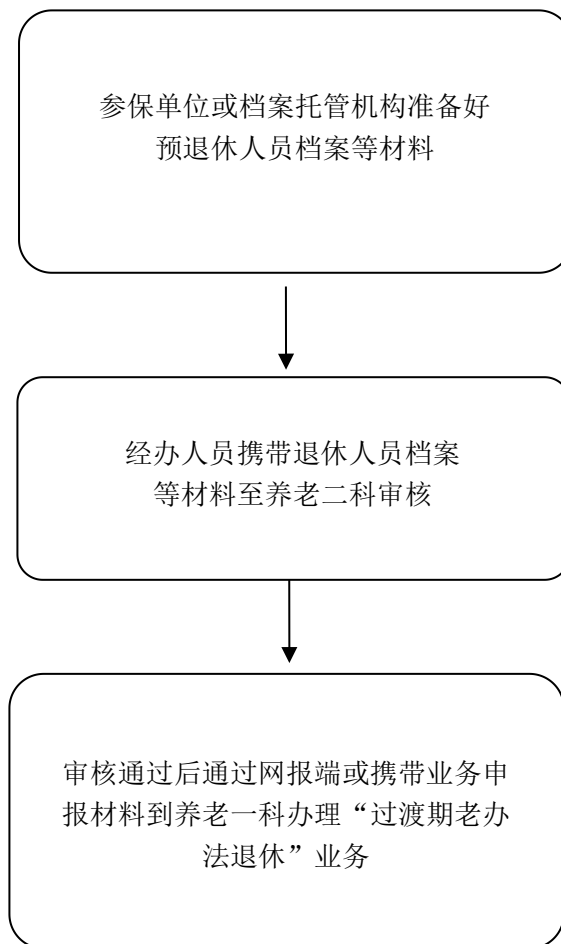 参保单位或档案托管机构准备好
预退休人员档案等材料
经办人员携带退休人员档案
等材料至养老二科审核
审核通过后通过网报端或携带业务申
报材料到养老一科办理“过渡期老办
法退休”业务